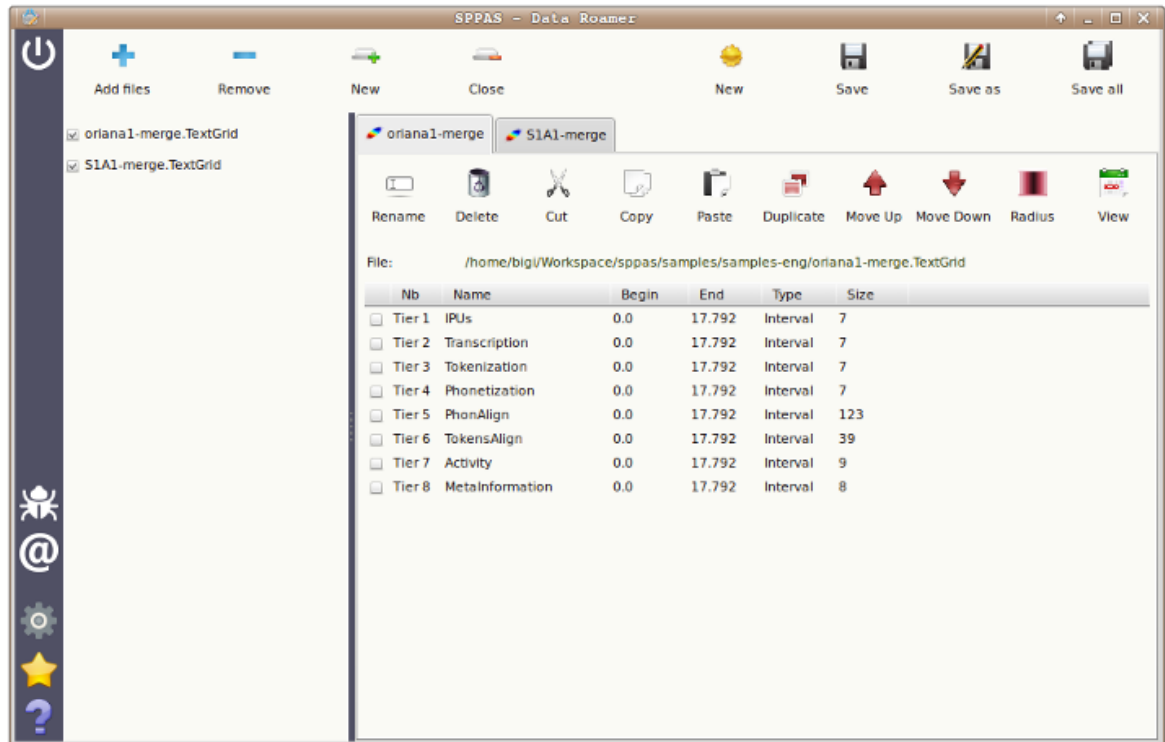 SPPAS - Data Roamer
Add files Remove New Close New Save Save as Save all
oriana1-merge.TextGrid
S1A1-merge.TextGrid
oriana1-merge S1A1-merge
Rename Delete Cut Copy Paste Duplicate Move Up Move Down Radius View
File: /home/bigi/Workspace/sppas/samples/samples-eng/oriana1-merge.TextGrid
Nb Name Begin End Type Size
Tier 1 IPUs 0.0 17.792 Interval 7
Tier 2 Transcription 0.0 17.792 Interval 7
Tier 3 Tokenization 0.0 17.792 Interval 7
Tier 4 Phonetization 0.0 17.792 Interval 7
Tier 5 PhonAlign 0.0 17.792 Interval 123
Tier 6 TokensAlign 0.0 17.792 Interval 39
Tier 7 Activity 0.0 17.792 Interval 9
Tier 8 MetaInformation 0.0 17.792 Interval 8
@
?